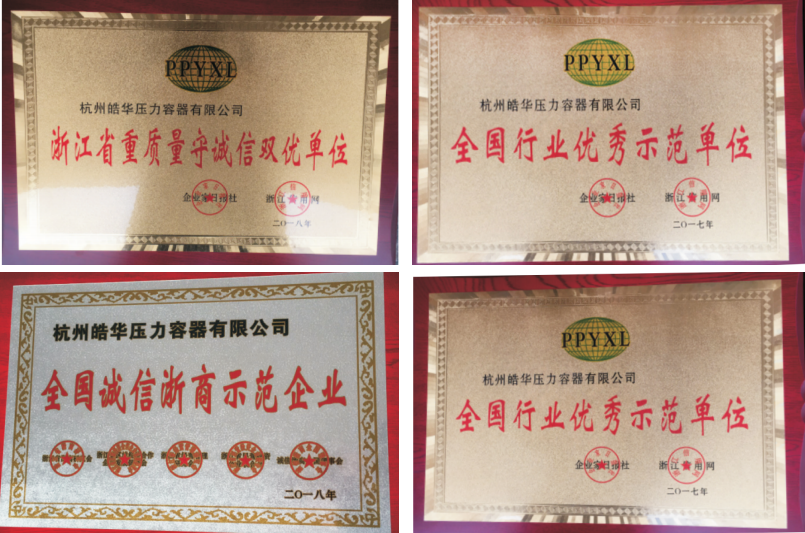 PPYXL
杭州皓华压力容器有限公司
浙江省重质量守诚信双优单位
企业家日报社 浙江信用网
二〇一八年
PPYXL
杭州皓华压力容器有限公司
全国行业优秀示范单位
企业家日报社 浙江信用网
二〇一七年
杭州皓华压力容器有限公司
全国诚信浙商示范企业
二〇一八年
PPYXL
杭州皓华压力容器有限公司
全国行业优秀示范单位
企业家日报社 浙江信用网
二〇一七年